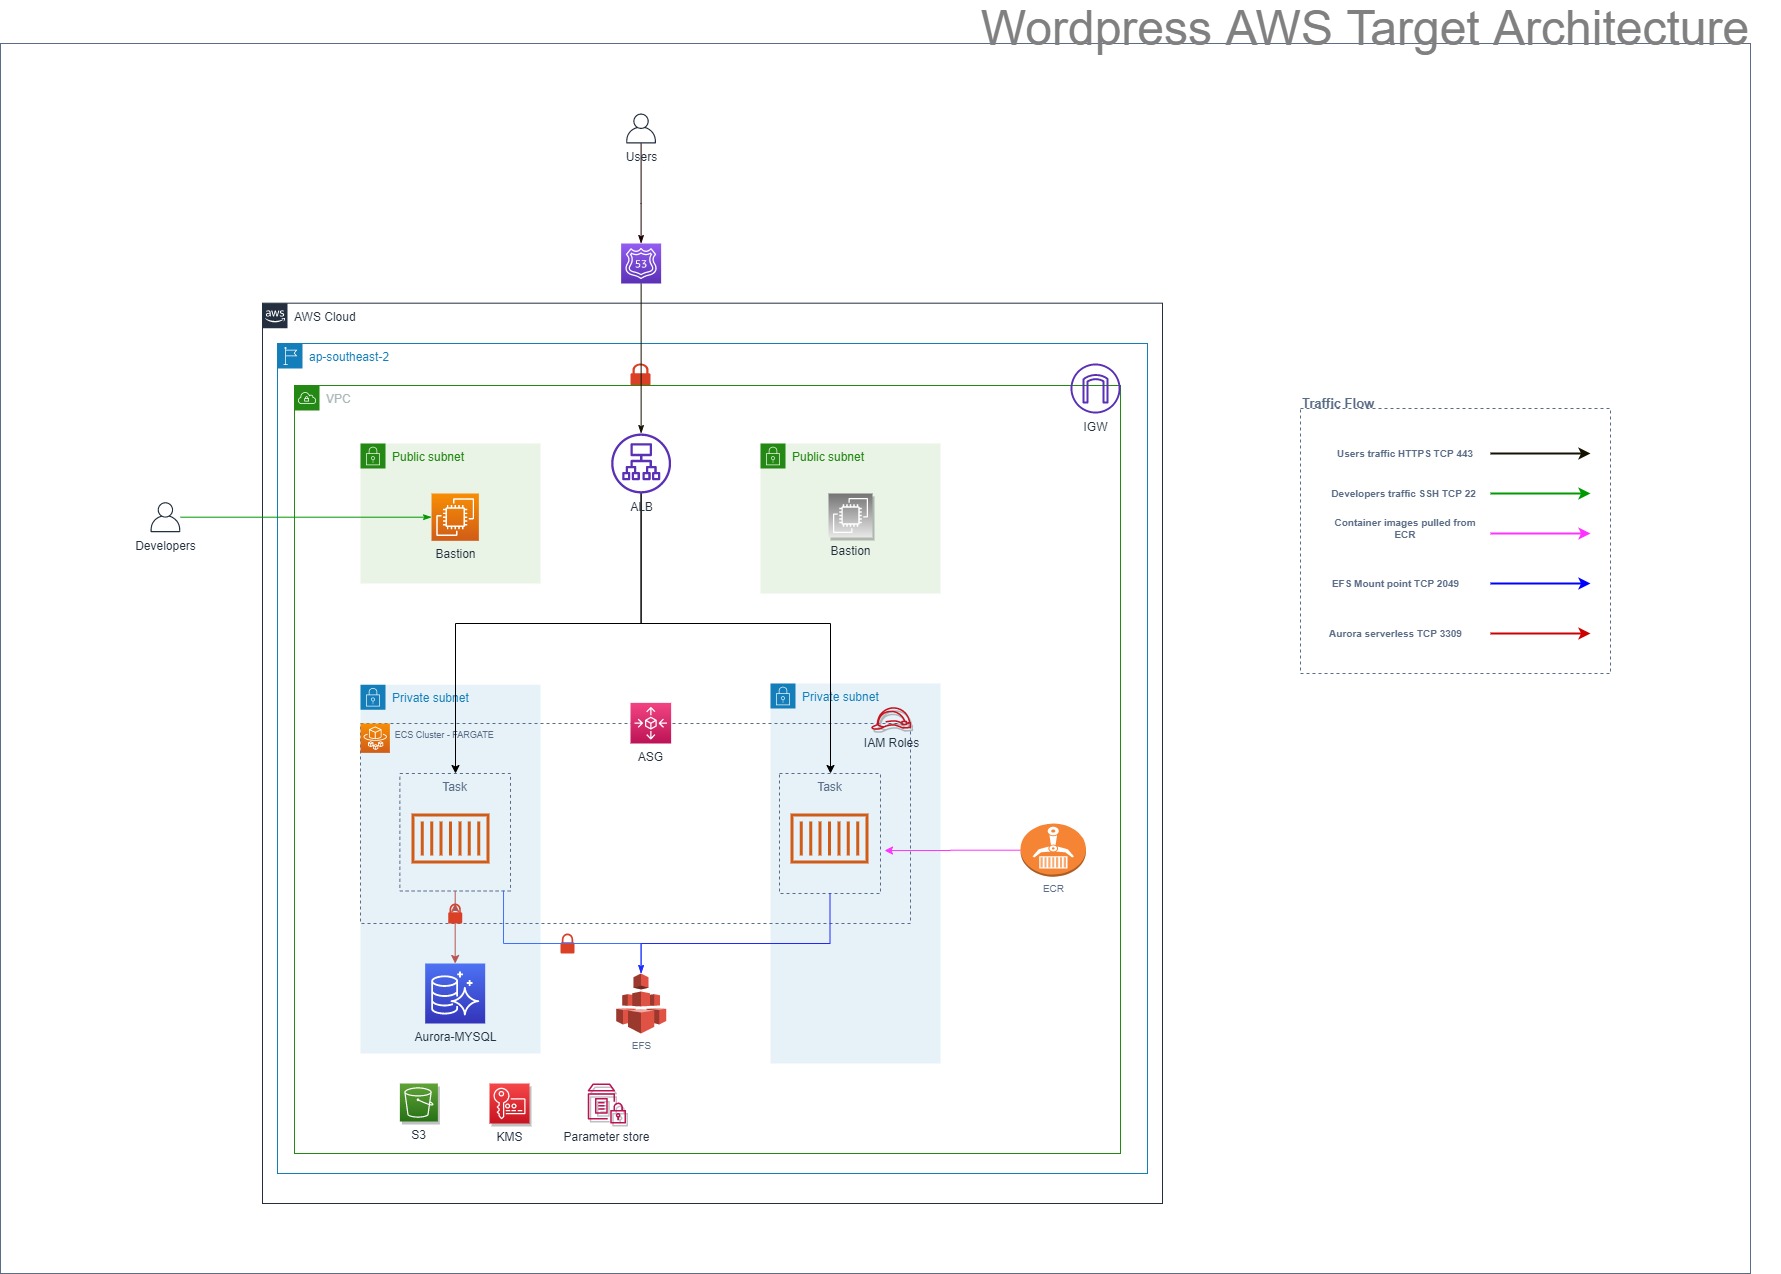 Wordpress AWS Target Architecture
Users
53
aws
AWS Cloud
ap-southeast-2
VPC
IGW
Public subnet
Public subnet
ALB
Bastion
Bastion
Developers
Traffic Flow
Users traffic HTTPS TCP 443
Developers traffic SSH TCP 22
Container images pulled from
ECR
EFS Mount point TCP 2049
Aurora serverless TCP 3309
Private subnet
Private subnet
ECS Cluster - FARGATE
ASG
IAM Roles
Task
Task
ECR
Aurora-MYSQL
EFS
S3
KMS
Parameter store